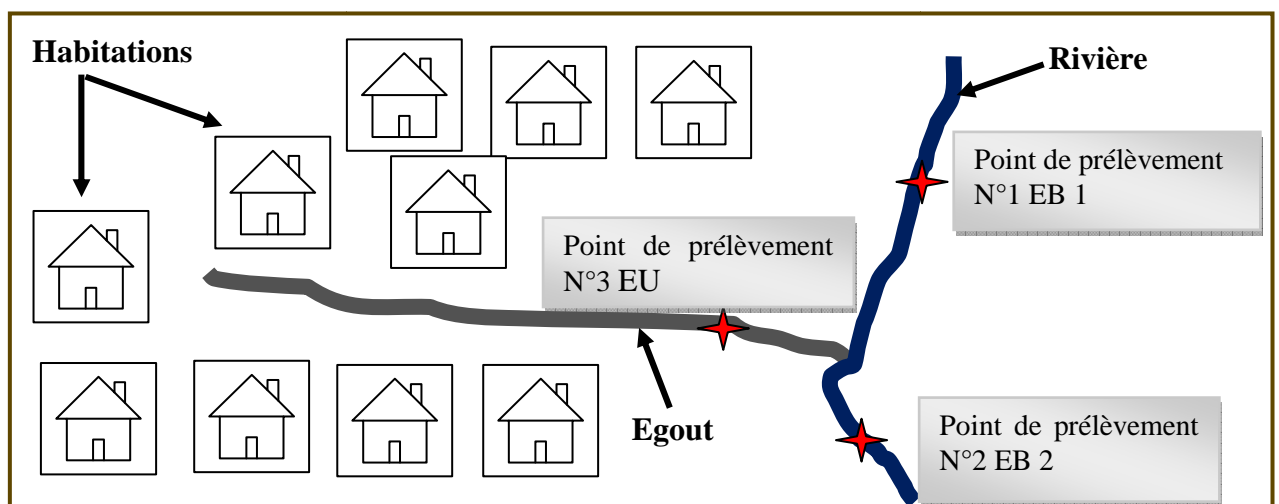 Habitations
Rivière
Point de prélèvement
N°1 EB 1
Point de prélèvement
N°3 EU
Egout
Point de prélèvement
N°2 EB 2